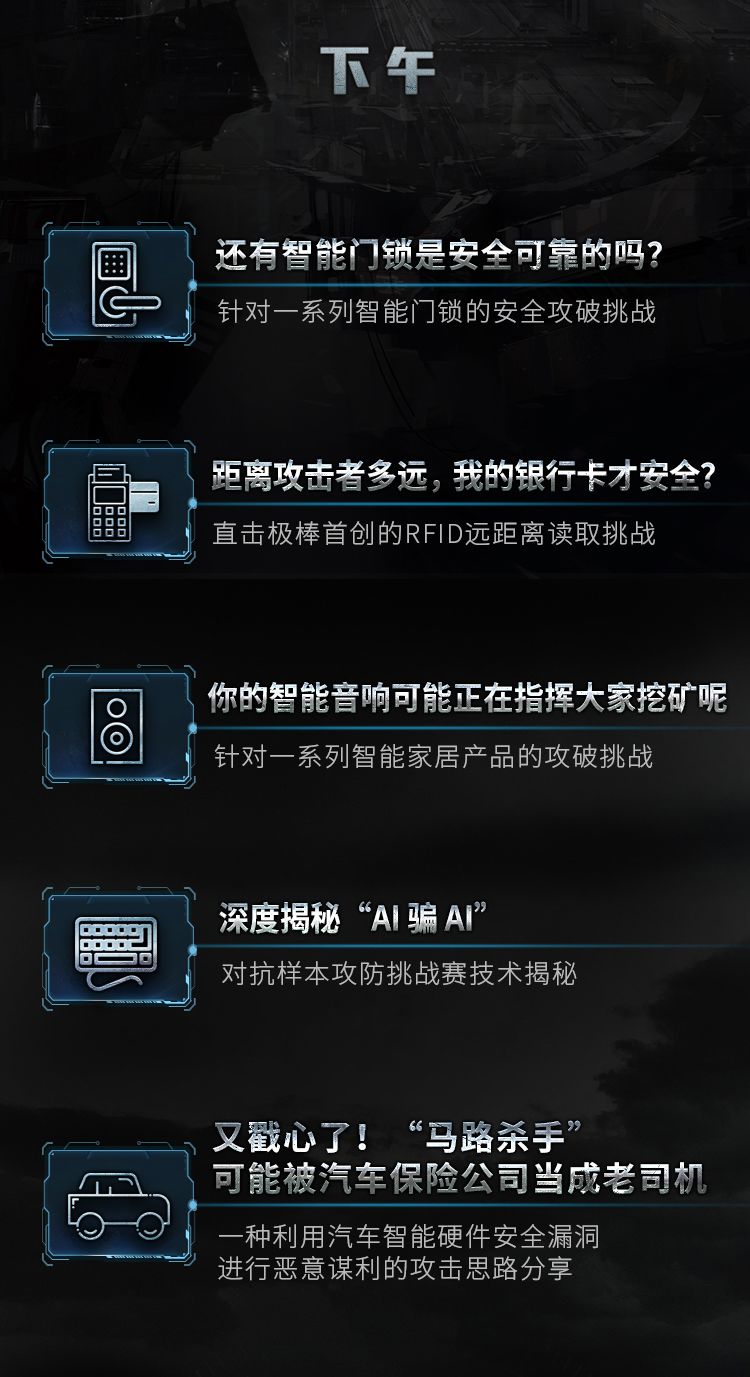 下午
还有智能门锁是安全可靠的吗?
针对一系列智能门锁的安全攻破挑战
距离攻击者多远，我的银行卡才安全?
直击极棒首创的RFID远距离读取挑战
你的智能音响可能正在指挥大家挖矿呢
针对一系列智能家居产品的攻破挑战
深度揭秘“AI 骗 AI”
对抗样本攻防挑战赛技术揭秘
又戳心了！“马路杀手”
可能被汽车保险公司当成老司机
一种利用汽车智能硬件安全漏洞
进行恶意谋利的攻击思路分享